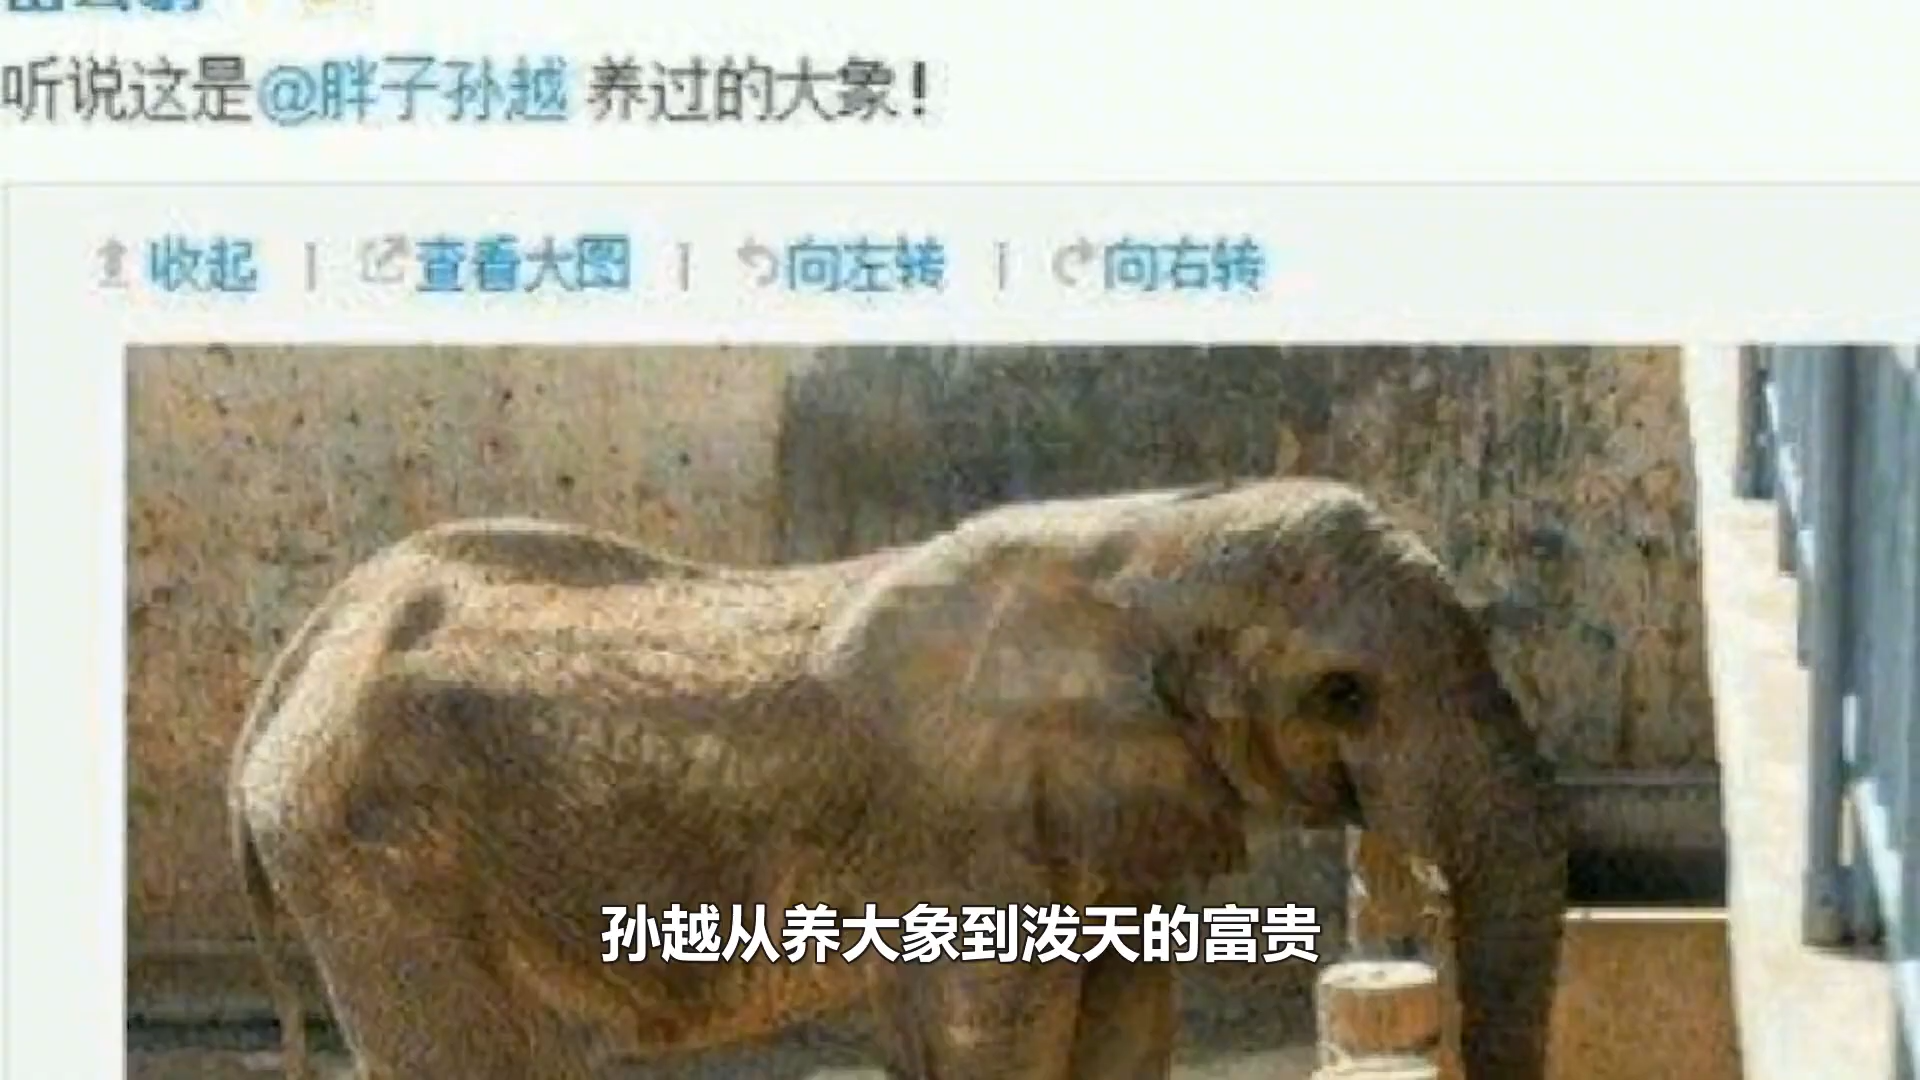 听说这是@胖子孙越 养过的大象！
收起 | 查看大图 | 向左转 | 向右转
孙越从养大象到泼天的富贵